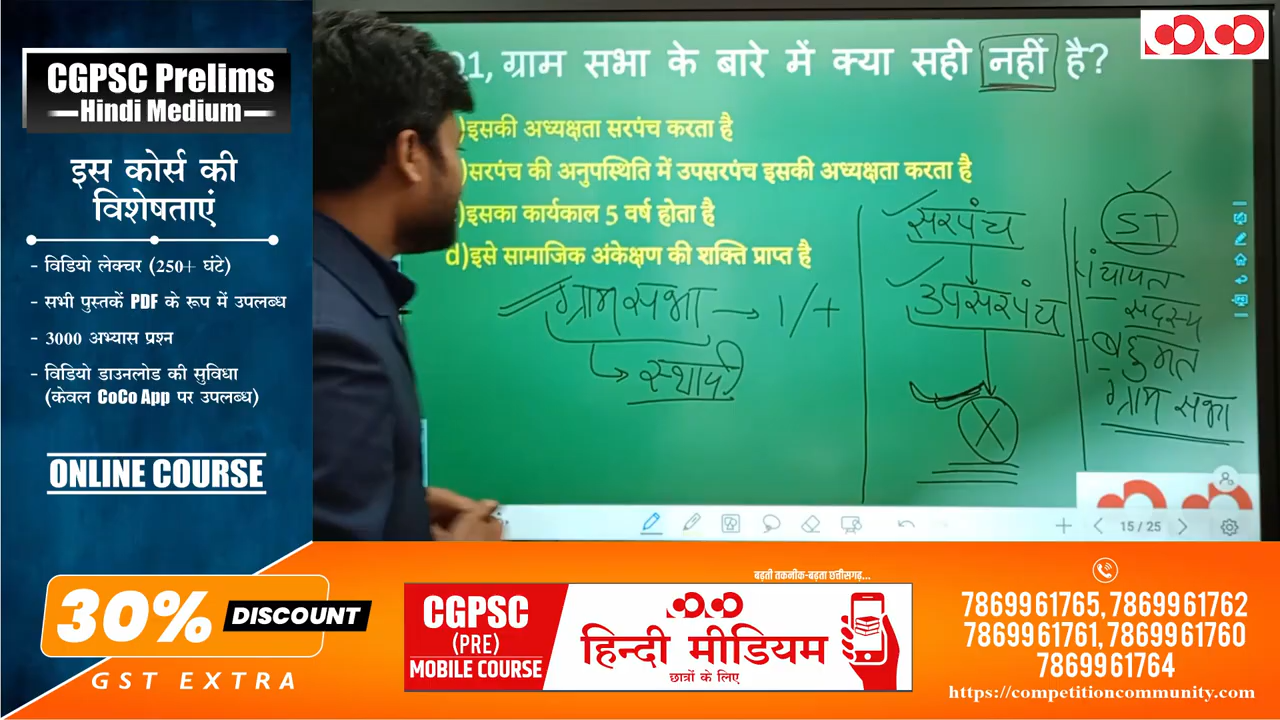 CGPSC Prelims
Hindi Medium
इस कोर्स की
विशेषताएं
- विडियो लेक्चर (250+ घंटे)
- सभी पुस्तकें PDF के रूप में उपलब्ध
- 3000 अभ्यास प्रश्न
- विडियो डाउनलोड की सुविधा
(केवल CoCo App पर उपलब्ध)
ONLINE COURSE
1, ग्राम सभा के बारे में क्या सही नहीं है?
)इसकी अध्यक्षता सरपंच करता है
)सरपंच की अनुपस्थिति में उपसरपंच इसकी अध्यक्षता करता है
)इसका कार्यकाल 5 वर्ष होता है
d)इसे सामाजिक अंकेक्षण की शक्ति प्राप्त है
ग्रामसभा → 1/+
स्थायी
सरपंच
उपसरपंच
X
ST
सदस्य
बहुमत
ग्राम सभा
15 / 25
30% DISCOUNT
GST EXTRA
CGPSC
(PRE)
MOBILE COURSE
बढ़ती तकनीक-बढ़ता छत्तीसगढ़...
हिन्दी मीडियम
छात्रों के लिए
7869961765, 7869961762
7869961761, 7869961760
7869961764
https://competitioncommunity.com